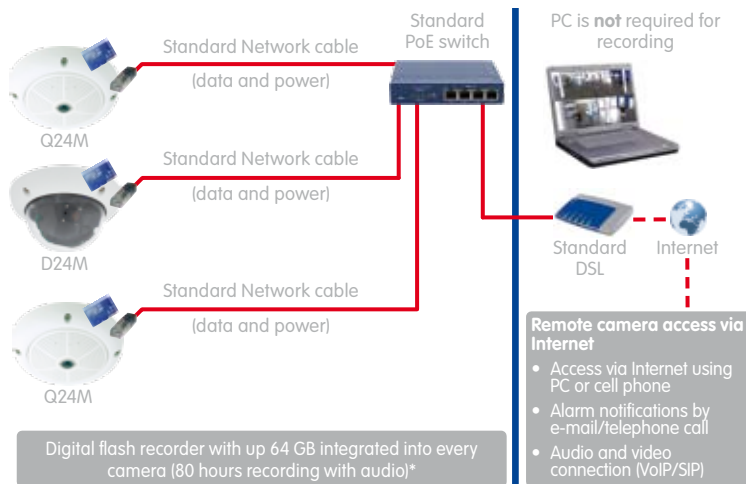 Standard
PoE switch
PC is not required for
recording
Standard Network cable
(data and power)
Q24M
Standard Network cable
(data and power)
D24M
Standard
DSL
Internet
Standard Network cable
(data and power)
Q24M
Remote camera access via
Internet
• Access via Internet using
PC or cell phone
• Alarm notifications by
e-mail/telephone call
• Audio and video
connection (VoIP/SIP)
Digital flash recorder with up 64 GB integrated into every
camera (80 hours recording with audio)*